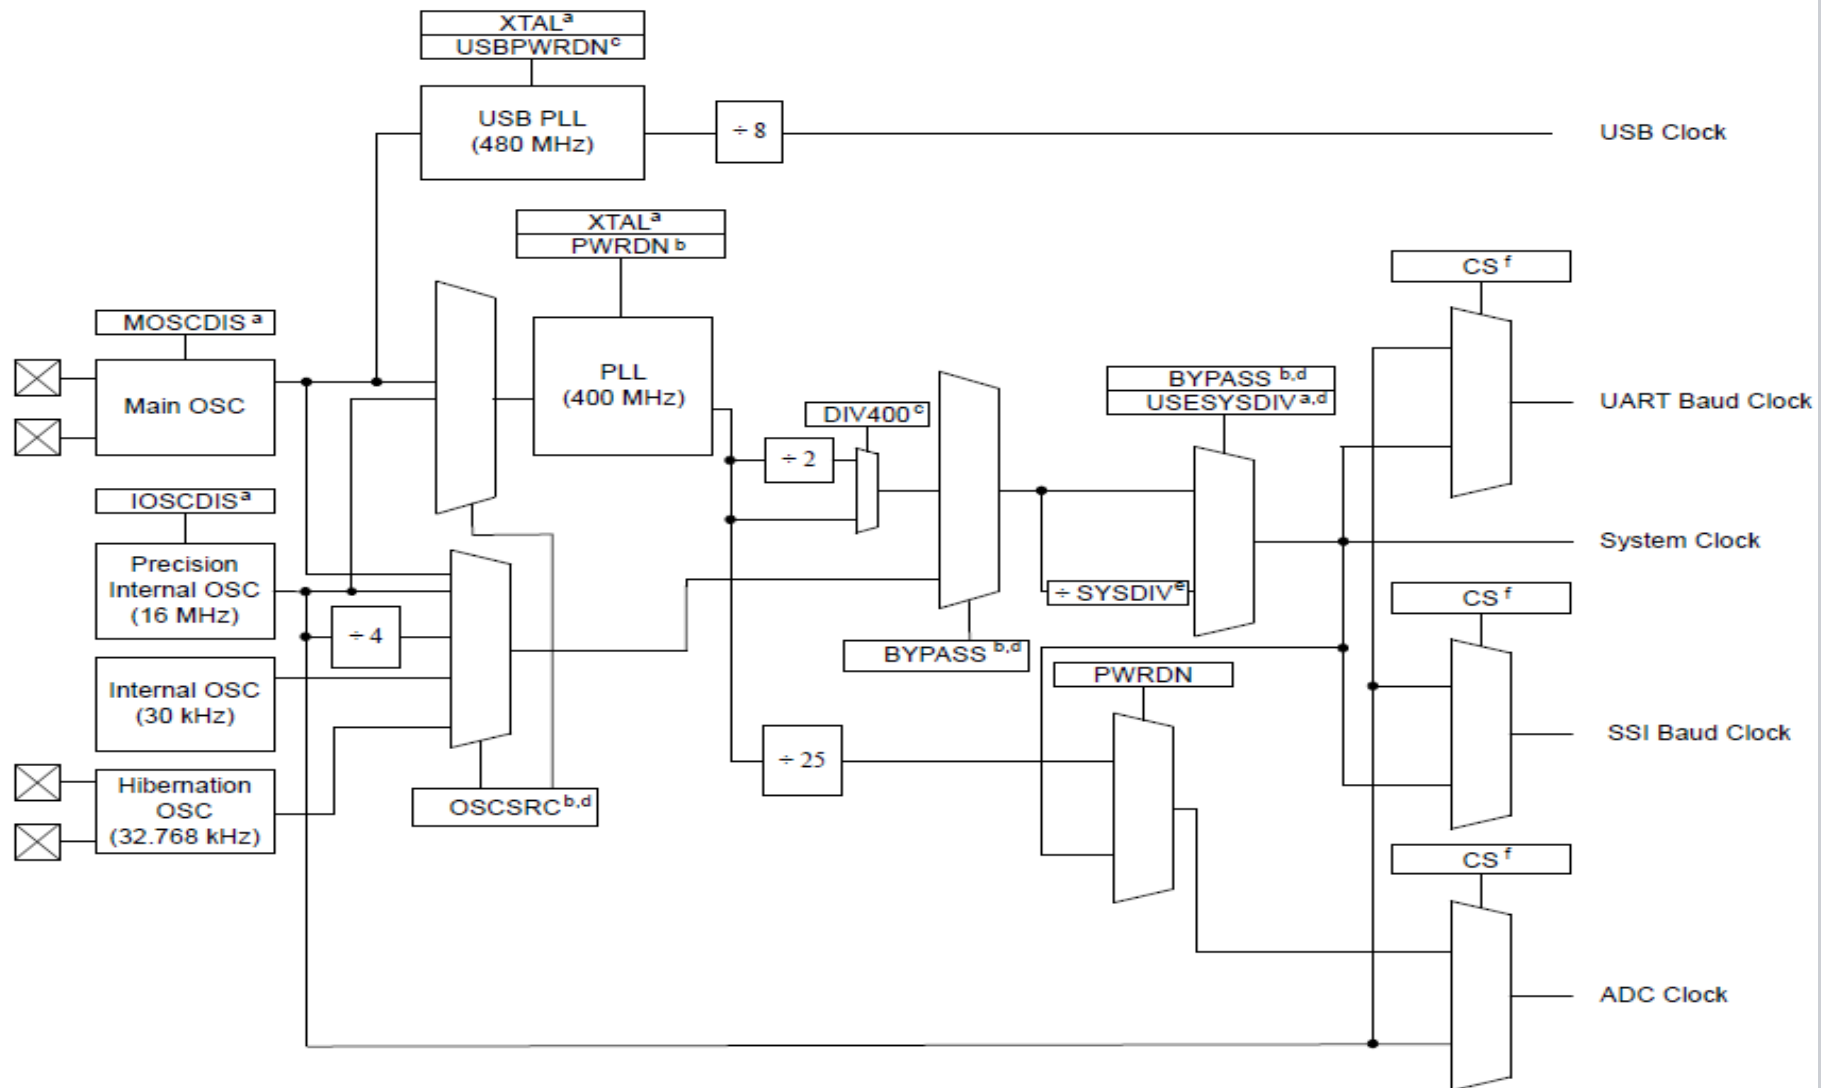 XTALᵃ
USBPWRDNᶜ
USB PLL
(480 MHz)
÷ 8
USB Clock
XTALᵃ
PWRDN ᵇ
CS ᶠ
MOSCDIS ᵃ
Main OSC
PLL
(400 MHz)
BYPASS ᵇ,ᵈ
USESYSDIVᵃ,ᵈ
DIV400ᶜ
UART Baud Clock
÷ 2
IOSCDISᵃ
Precision
Internal OSC
(16 MHz)
÷ 4
System Clock
÷ SYSDIVᵉ
CS ᶠ
BYPASS ᵇ,ᵈ
PWRDN
Internal OSC
(30 kHz)
÷ 25
SSI Baud Clock
Hibernation
OSC
(32.768 kHz)
OSCSRCᵇ,ᵈ
CS ᶠ
ADC Clock